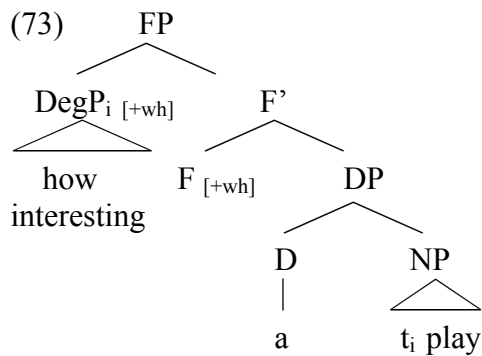 (73) FP
DegPi [+wh] F’
how F [+wh] DP
interesting
D NP
a ti play